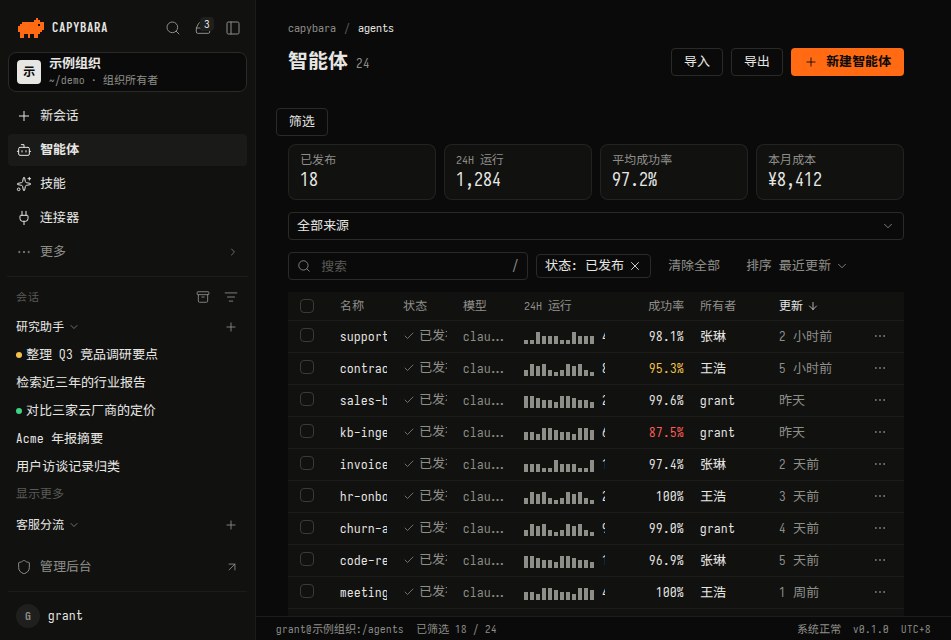 CAPYBARA
3
示 示例组织
~/demo · 组织所有者
新会话
智能体
技能
连接器
更多
会话
研究助手
整理 Q3 竞品调研要点
检索近三年的行业报告
对比三家云厂商的定价
Acme 年报摘要
用户访谈记录归类
显示更多
客服分流
管理后台
G grant
capybara / agents
智能体 24
导入 导出 新建智能体
筛选
已发布 24H 运行 平均成功率 本月成本
18 1,284 97.2% ¥8,412
全部来源
搜索 / 状态: 已发布 清除全部 排序 最近更新
名称 状态 模型 24H 运行 成功率 所有者 更新 ↓
support 已发 clau... 98.1% 张琳 2 小时前 ...
contrac 已发 clau... 95.3% 王浩 5 小时前 ...
sales-b 已发 clau... 99.6% grant 昨天 ...
kb-inge 已发 clau... 87.5% grant 昨天 ...
invoice 已发 clau... 97.4% 张琳 2 天前 ...
hr-onbo 已发 clau... 100% 王浩 3 天前 ...
churn-a 已发 clau... 99.0% grant 4 天前 ...
code-re 已发 clau... 96.9% 张琳 5 天前 ...
meeting 已发 clau... 100% 王浩 1 周前 ...
grant@示例组织:/agents 已筛选 18 / 24 系统正常 v0.1.0 UTC+8